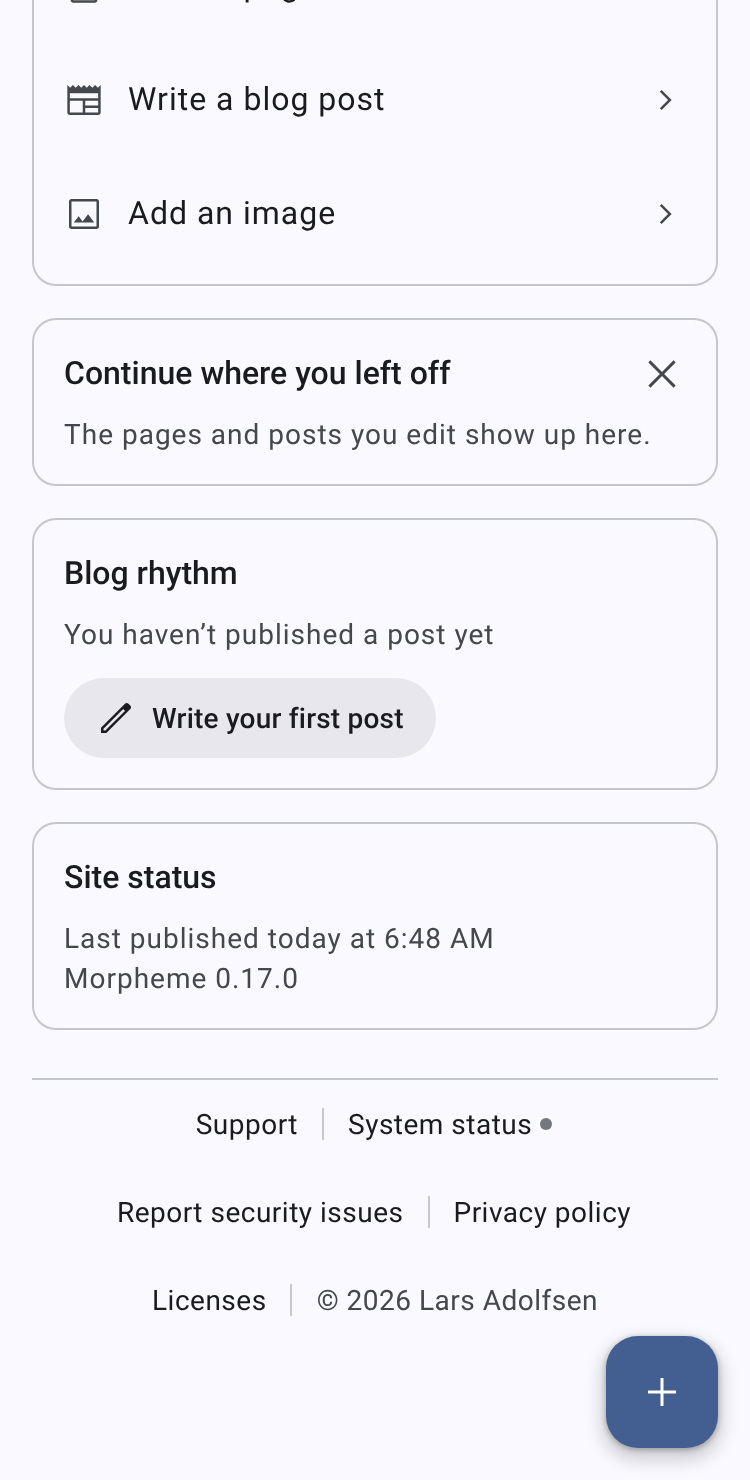 Write a blog post
Add an image
Continue where you left off
The pages and posts you edit show up here.
Blog rhythm
You haven’t published a post yet
Write your first post
Site status
Last published today at 6:48 AM
Morpheme 0.17.0
Support
System status
Report security issues
Privacy policy
Licenses
© 2026 Lars Adolfsen